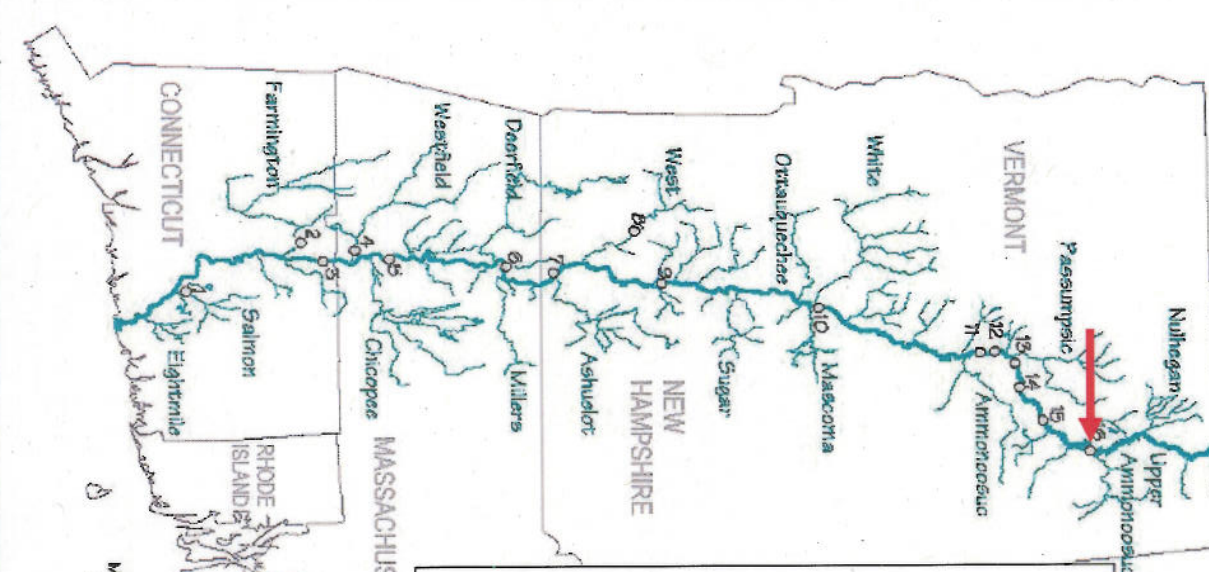 CONNECTICUT
Farmington
Westfield
Deerfield
West
Ottauquechee
White
VERMONT
Passumpsic
Nulhegan
Salmon
Eightmile
Chicopee
Millers
Ashuelot
NEW
HAMPSHIRE
Sugar
Mascoma
Ammonoosuc
Upper
Ammonoosuc
RHODE
ISLAND
MASSACHUS
2
3
4
5
6
7
8
9
10
11
12
13
14
15